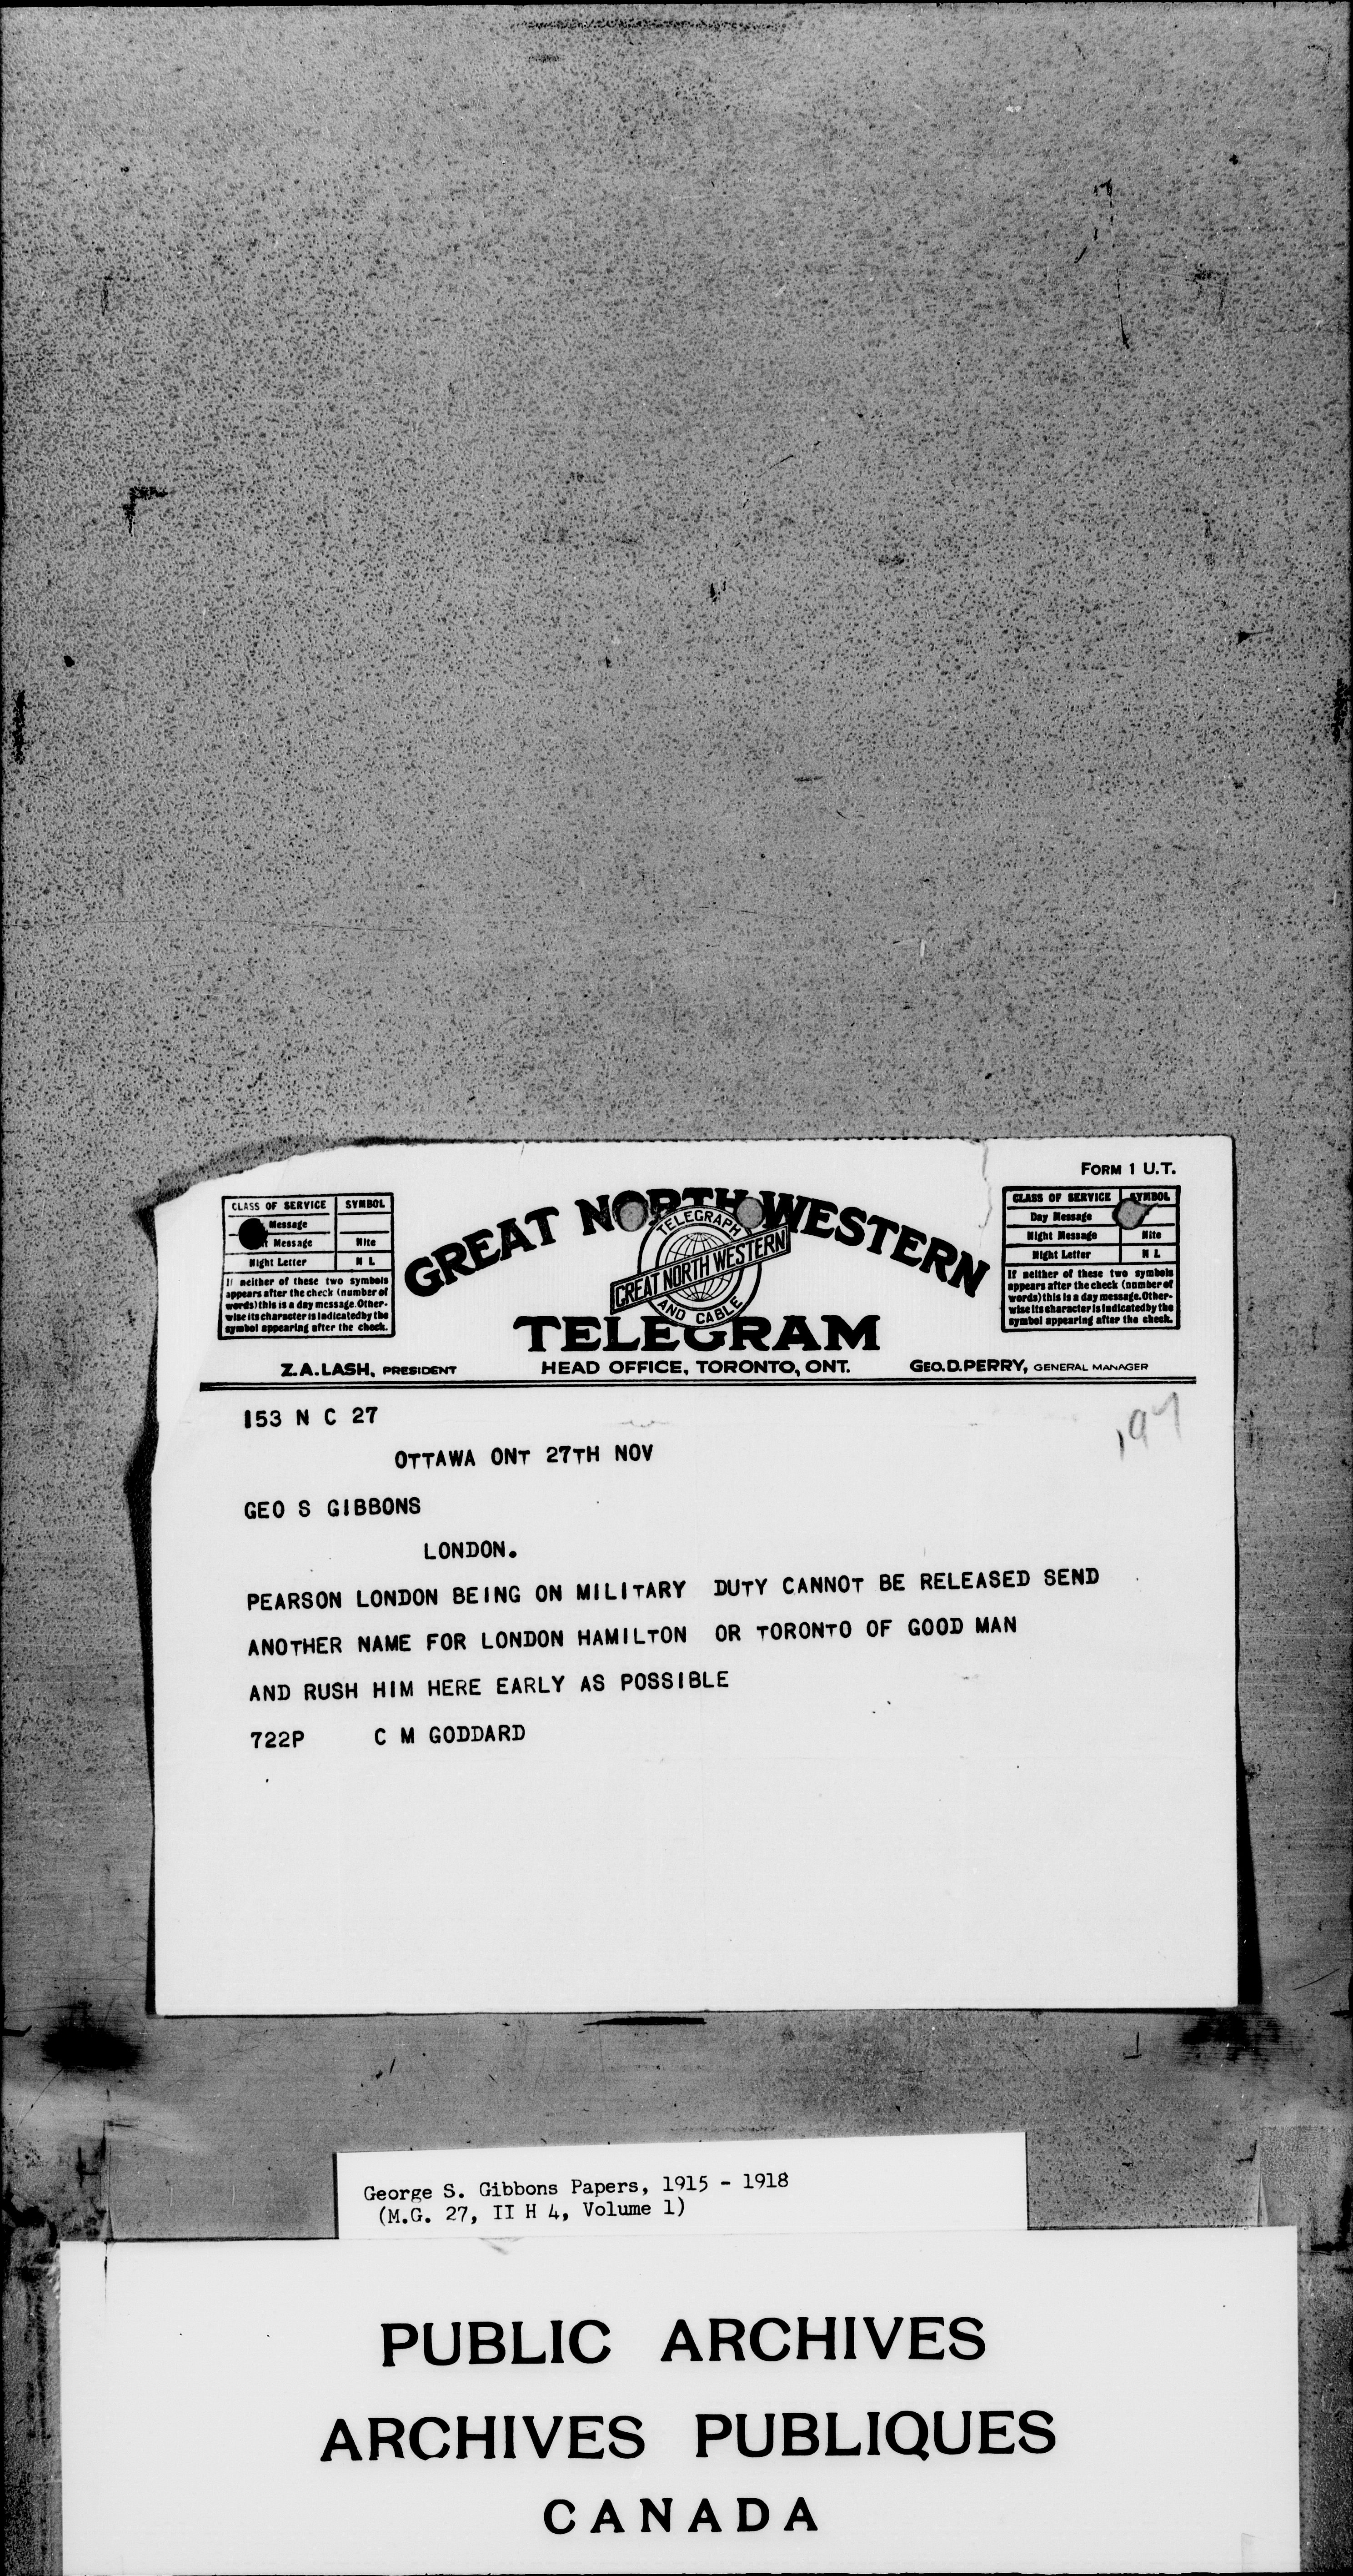 FORM 1 U.T.
CLASS OF SERVICE SYMBOL
Message
Message Nite
Night Letter N L
If neither of these two symbols
appears after the check (number of
words) this is a day message. Other-
wise its character is indicated by the
symbol appearing after the check.
GREAT NORTH WESTERN
TELEGRAPH
GREAT NORTH WESTERN
AND CABLE
TELEGRAM
CLASS OF SERVICE SYMBOL
Day Message
Night Message Nite
Night Letter N L
If neither of these two symbols
appears after the check (number of
words) this is a day message. Other-
wise its character is indicated by the
symbol appearing after the check.
Z.A. LASH, PRESIDENT HEAD OFFICE, TORONTO, ONT. GEO. D. PERRY, GENERAL MANAGER
153 N C 27
197
OTTAWA ONT 27TH NOV
GEO S GIBBONS
LONDON.
PEARSON LONDON BEING ON MILITARY DUTY CANNOT BE RELEASED SEND
ANOTHER NAME FOR LONDON HAMILTON OR TORONTO OF GOOD MAN
AND RUSH HIM HERE EARLY AS POSSIBLE
722P C M GODDARD
George S. Gibbons Papers, 1915 - 1918
(M.G. 27, II H 4, Volume 1)
PUBLIC ARCHIVES
ARCHIVES PUBLIQUES
CANADA